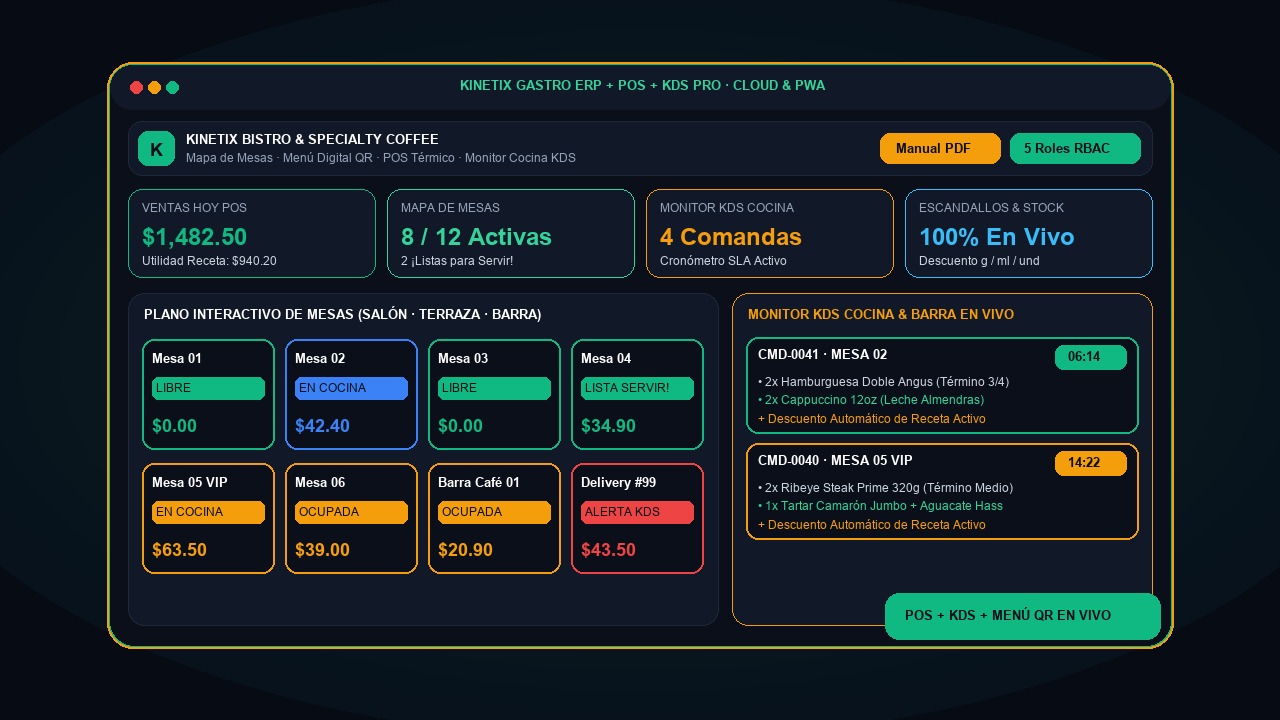 KINETIX GASTRO ERP + POS + KDS PRO · CLOUD & PWA
K
KINETIX BISTRO & SPECIALTY COFFEE
Mapa de Mesas · Menú Digital QR · POS Térmico · Monitor Cocina KDS
Manual PDF
5 Roles RBAC
VENTAS HOY POS
$1,482.50
Utilidad Receta: $940.20
MAPA DE MESAS
8 / 12 Activas
2 ¡Listas para Servir!
MONITOR KDS COCINA
4 Comandas
Cronómetro SLA Activo
ESCANDALLOS & STOCK
100% En Vivo
Descuento g / ml / und
PLANO INTERACTIVO DE MESAS (SALÓN · TERRAZA · BARRA)
Mesa 01
LIBRE
$0.00
Mesa 02
EN COCINA
$42.40
Mesa 03
LIBRE
$0.00
Mesa 04
LISTA SERVIR!
$34.90
Mesa 05 VIP
EN COCINA
$63.50
Mesa 06
OCUPADA
$39.00
Barra Café 01
OCUPADA
$20.90
Delivery #99
ALERTA KDS
$43.50
MONITOR KDS COCINA & BARRA EN VIVO
CMD-0041 · MESA 02
06:14
• 2x Hamburguesa Doble Angus (Término 3/4)
• 2x Cappuccino 12oz (Leche Almendras)
+ Descuento Automático de Receta Activo
CMD-0040 · MESA 05 VIP
14:22
• 2x Ribeye Steak Prime 320g (Término Medio)
• 1x Tartar Camarón Jumbo + Aguacate Hass
+ Descuento Automático de Receta Activo
POS + KDS + MENÚ QR EN VIVO